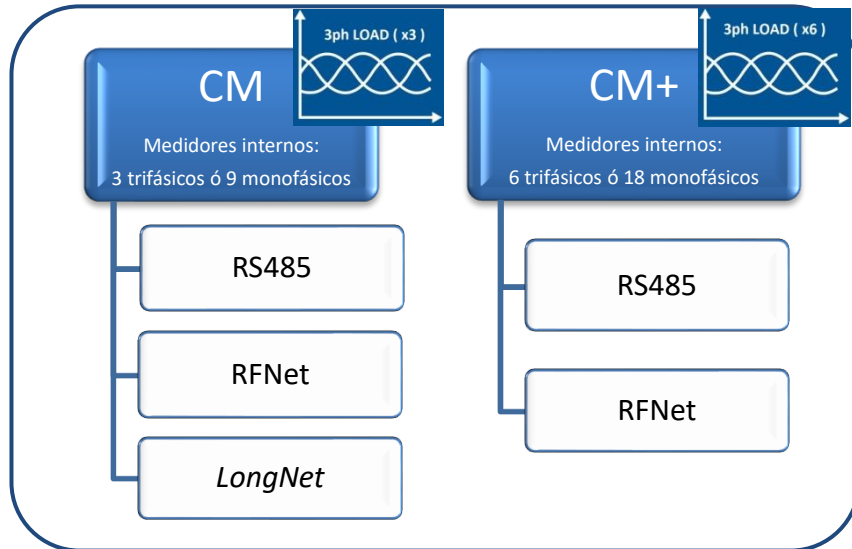 3ph LOAD ( x3 )
CM
Medidores internos:
3 trifásicos ó 9 monofásicos
RS485
RFNet
LongNet
3ph LOAD ( x6 )
CM+
Medidores internos:
6 trifásicos ó 18 monofásicos
RS485
RFNet